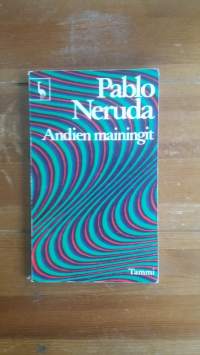 Pablo
Neruda
Andien mainingit
Tammi